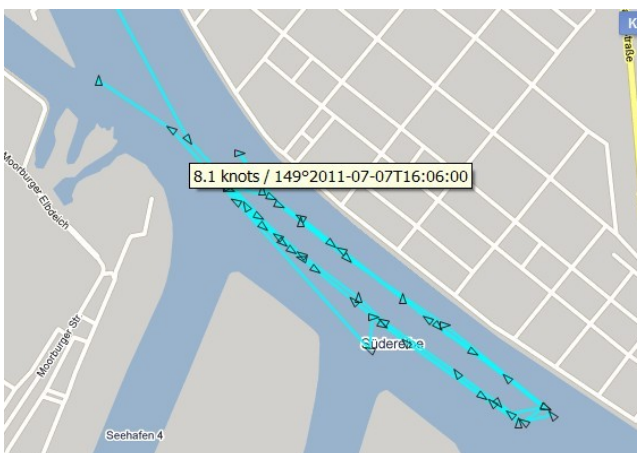 K
straße
8.1 knots / 149°2011-07-07T16:06:00
Moorburger Elbdeich
Moorburger Str
Süderelbe
Seehafen 4